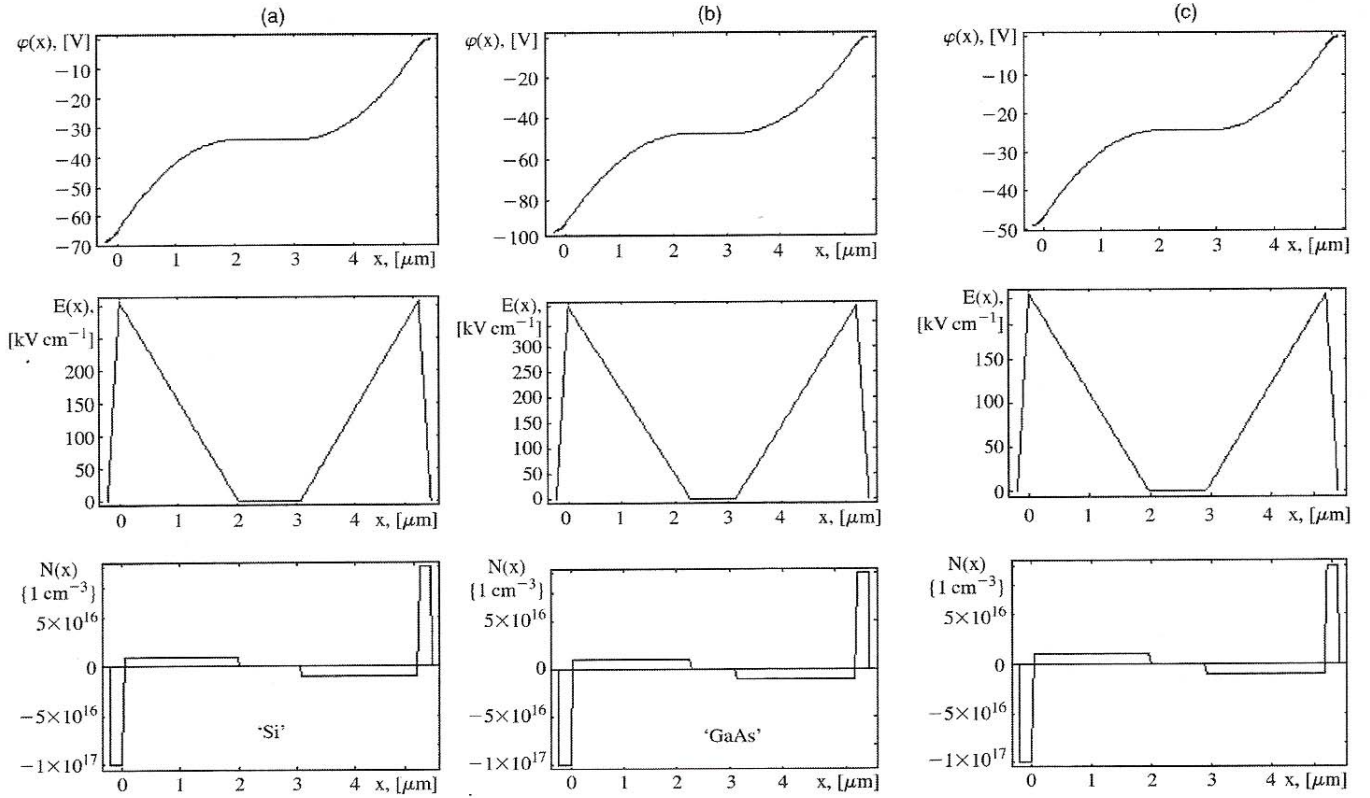 (a)
φ(x), [V]
−10
−20
−30
−40
−50
−60
−70
0 1 2 3 4 x, [μm]
E(x),
[kV cm⁻¹]
250
200
150
100
50
0
0 1 2 3 4 x, [μm]
N(x)
{1 cm⁻³}
5×10¹⁶
0
−5×10¹⁶
−1×10¹⁷
'Si'
0 1 2 3 4 x, [μm]
(b)
φ(x), [V]
−20
−40
−60
−80
−100
0 1 2 3 4 x, [μm]
E(x),
[kV cm⁻¹]
300
250
200
150
100
50
0
0 1 2 3 4 x, [μm]
N(x)
{1 cm⁻³}
5×10¹⁶
0
−5×10¹⁶
−1×10¹⁷
'GaAs'
0 1 2 3 4 x, [μm]
(c)
φ(x), [V]
−10
−20
−30
−40
−50
0 1 2 3 4 x, [μm]
E(x),
[kV cm⁻¹]
150
100
50
0
0 1 2 3 4 x, [μm]
N(x)
{1 cm⁻³}
5×10¹⁶
0
−5×10¹⁶
−1×10¹⁷
0 1 2 3 4 x, [μm]